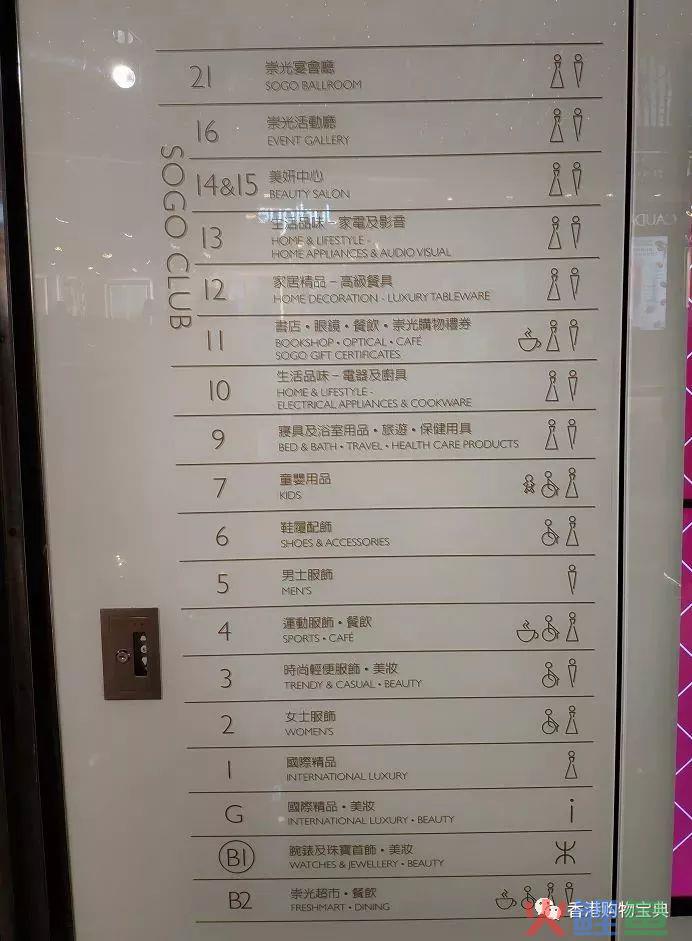 SOGO CLUB
21
崇光宴會廳
SOGO BALLROOM
16
崇光活動廳
EVENT GALLERY
14&15
美妍中心
BEAUTY SALON
13
生活品味 - 家電及影音
HOME & LIFESTYLE -
HOME APPLIANCES & AUDIO VISUAL
12
家居精品 - 高級餐具
HOME DECORATION - LUXURY TABLEWARE
11
書店・眼鏡・餐飲・崇光購物禮券
BOOKSHOP • OPTICAL • CAFÉ
SOGO GIFT CERTIFICATES
10
生活品味 - 電器及廚具
HOME & LIFESTYLE -
ELECTRICAL APPLIANCES & COOKWARE
9
寢具及浴室用品・旅遊・保健用具
BED & BATH • TRAVEL • HEALTH CARE PRODUCTS
7
童嬰用品
KIDS
6
鞋履配飾
SHOES & ACCESSORIES
5
男士服飾
MEN'S
4
運動服飾・餐飲
SPORTS • CAFÉ
3
時尚輕便服飾・美妝
TRENDY & CASUAL • BEAUTY
2
女士服飾
WOMEN'S
1
國際精品
INTERNATIONAL LUXURY
G
國際精品・美妝
INTERNATIONAL LUXURY • BEAUTY
i
B1
腕錶及珠寶首飾・美妝
WATCHES & JEWELLERY • BEAUTY
B2
崇光超市・餐飲
FRESHMART • DINING
香港购物宝典